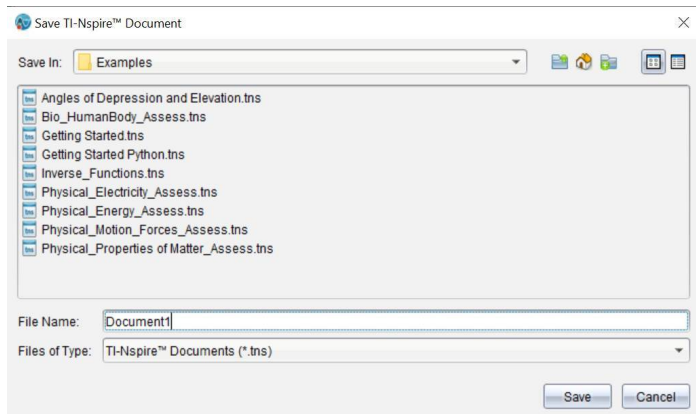 Save TI-Nspire™ Document
Save In: Examples
Angles of Depression and Elevation.tns
Bio_HumanBody_Assess.tns
Getting Started.tns
Getting Started Python.tns
Inverse_Functions.tns
Physical_Electricity_Assess.tns
Physical_Energy_Assess.tns
Physical_Motion_Forces_Assess.tns
Physical_Properties of Matter_Assess.tns
File Name: Document1
Files of Type: TI-Nspire™ Documents (*.tns)
Save Cancel